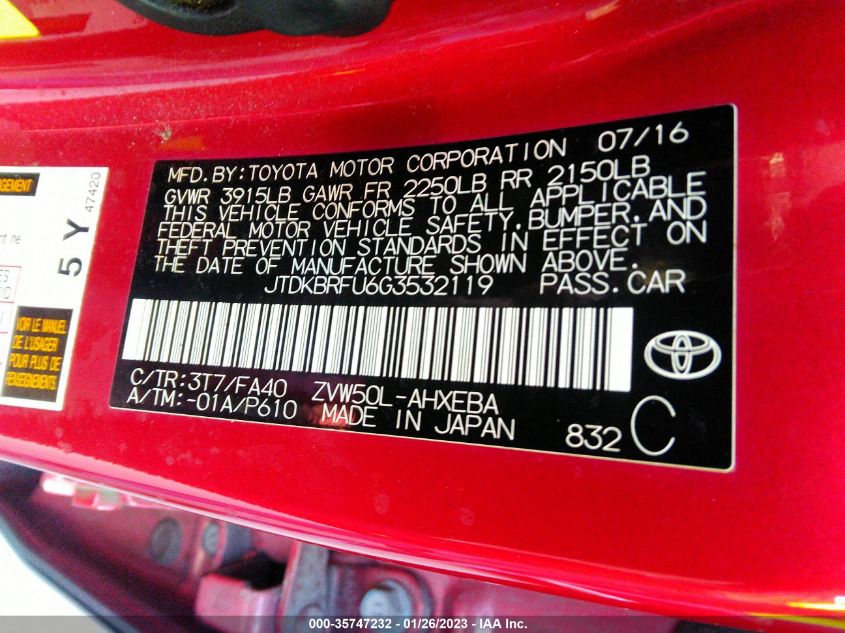 MFD. BY: TOYOTA MOTOR CORPORATION 07/16
GVWR 3915LB GAWR FR 2250LB RR 2150LB
THIS VEHICLE CONFORMS TO ALL APPLICABLE
FEDERAL MOTOR VEHICLE SAFETY, BUMPER, AND
THEFT PREVENTION STANDARDS IN EFFECT ON
THE DATE OF MANUFACTURE SHOWN ABOVE.
JTDKBRFU6G3532119 PASS. CAR
C/TR: 3T7/FA40 ZVW50L-AHXEBA
A/TM: -01A/P610 MADE IN JAPAN 832 C
5 Y 47420
VOIR LE MANUEL
DE L'UTILISATEUR
POUR PLUS DE
RENSEIGNEMENTS
000-35747232 - 01/26/2023 - IAA Inc.